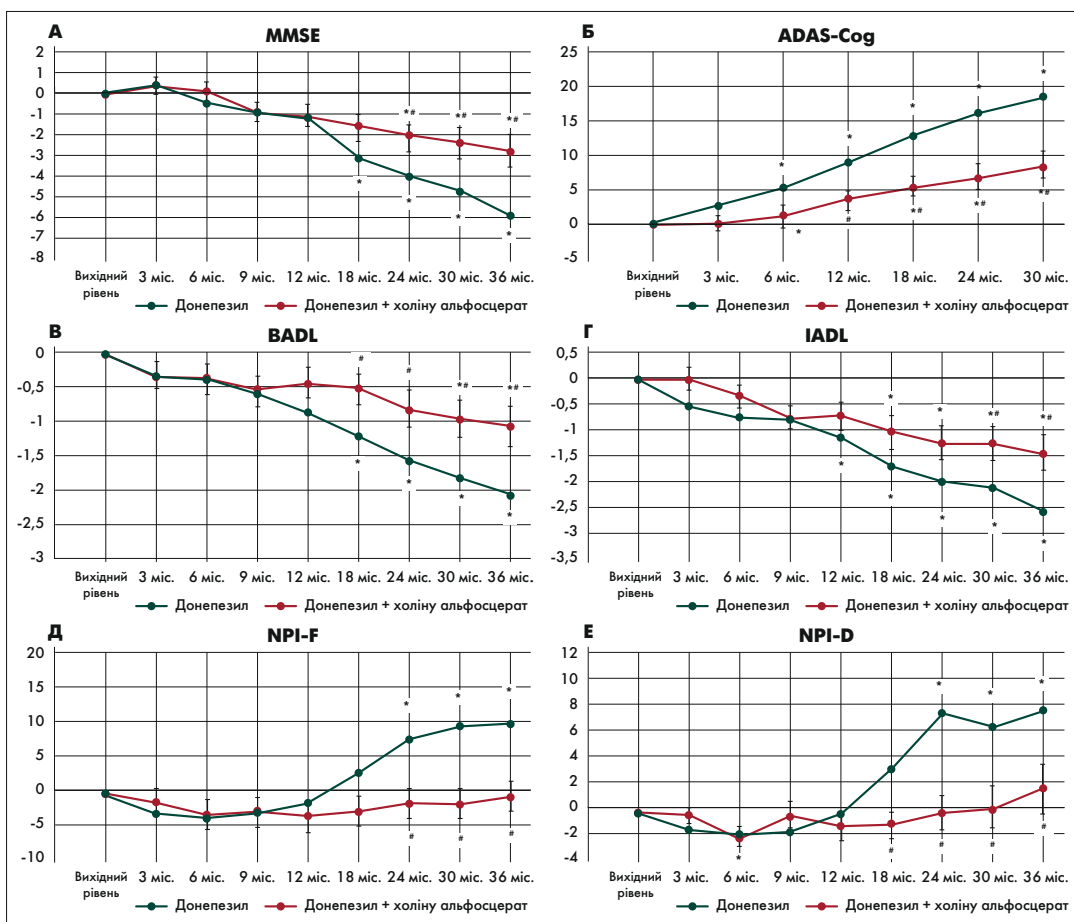 А
MMSE
2
1
0
-1
-2
-3
-4
-5
-6
-7
-8
*# *# *#
* * * *
Вихідний рівень 3 міс. 6 міс. 9 міс. 12 міс. 18 міс. 24 міс. 30 міс. 36 міс.
Донепезил Донепезил + холіну альфосцерат
Б
ADAS-Cog
25
20
15
10
5
0
-5
* * * * *
* # *# *# *#
Вихідний рівень 3 міс. 6 міс. 12 міс. 18 міс. 24 міс. 30 міс.
Донепезил Донепезил + холіну альфосцерат
В
BADL
0
-0,5
-1
-1,5
-2
-2,5
-3
# # *# *#
* * * *
Вихідний рівень 3 міс. 6 міс. 9 міс. 12 міс. 18 міс. 24 міс. 30 міс. 36 міс.
Донепезил Донепезил + холіну альфосцерат
Г
IADL
0,5
0
-0,5
-1
-1,5
-2
-2,5
-3
-3,5
* * *# *#
* * * * *
Вихідний рівень 3 міс. 6 міс. 9 міс. 12 міс. 18 міс. 24 міс. 30 міс. 36 міс.
Донепезил Донепезил + холіну альфосцерат
Д
NPI-F
20
15
10
5
0
-5
-10
* * *
# # #
Вихідний рівень 3 міс. 6 міс. 9 міс. 12 міс. 18 міс. 24 міс. 30 міс. 36 міс.
Донепезил Донепезил + холіну альфосцерат
Е
NPI-D
12
10
8
6
4
2
0
-2
-4
* * *
* # # # #
Вихідний рівень 3 міс. 6 міс. 9 міс. 12 міс. 18 міс. 24 міс. 30 міс. 36 міс.
Донепезил Донепезил + холіну альфосцерат